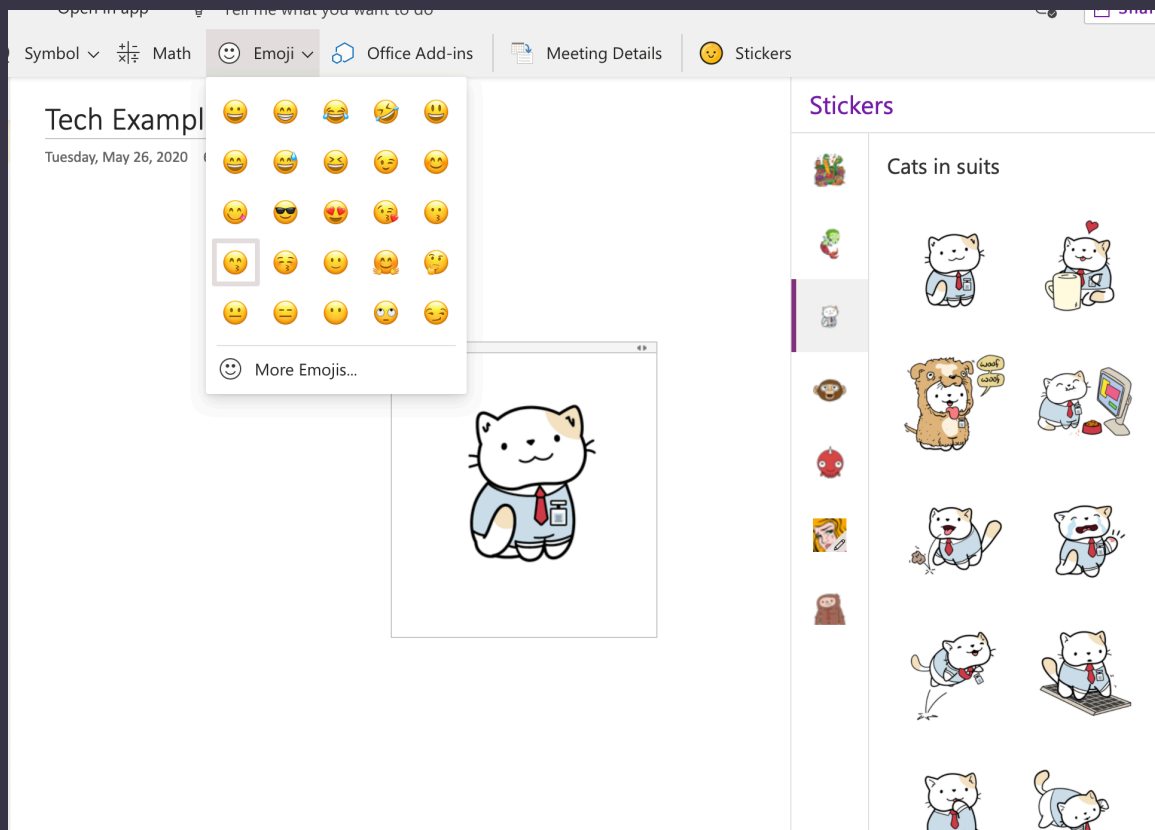 Open in app Tell me what you want to do
Symbol Math Emoji Office Add-ins Meeting Details Stickers
Tech Exampl
Tuesday, May 26, 2020
More Emojis...
Stickers
Cats in suits
woof
woof